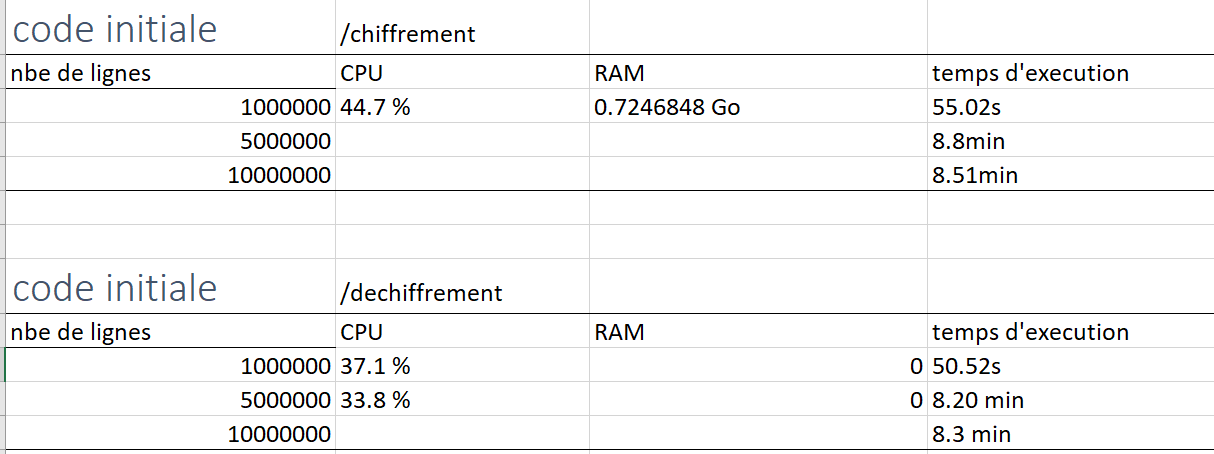 code initiale /chiffrement
nbe de lignes CPU RAM temps d'execution
1000000 44.7 % 0.7246848 Go 55.02s
5000000 8.8min
10000000 8.51min
code initiale /dechiffrement
nbe de lignes CPU RAM temps d'execution
1000000 37.1 % 0 50.52s
5000000 33.8 % 0 8.20 min
10000000 8.3 min